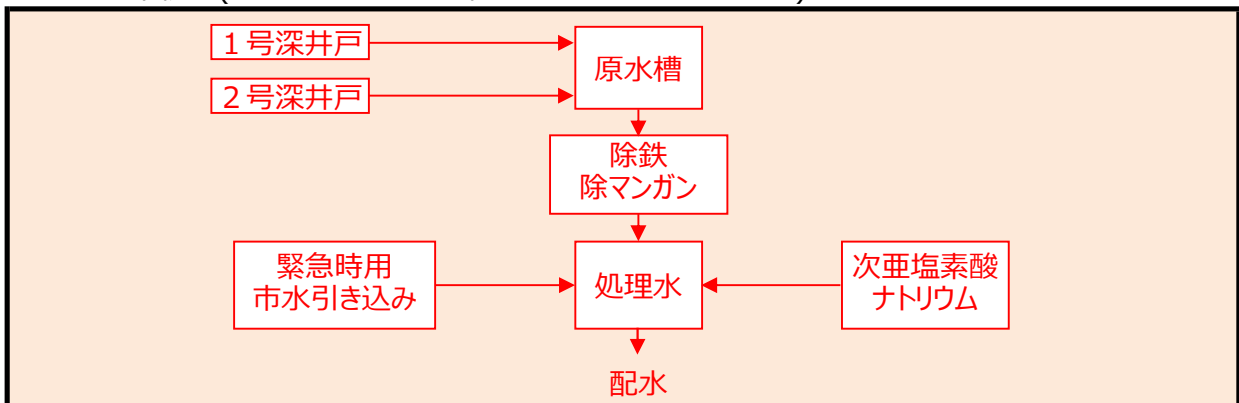 1号深井戸
2号深井戸
原水槽
除鉄
除マンガン
緊急時用
市水引き込み
処理水
次亜塩素酸
ナトリウム
配水